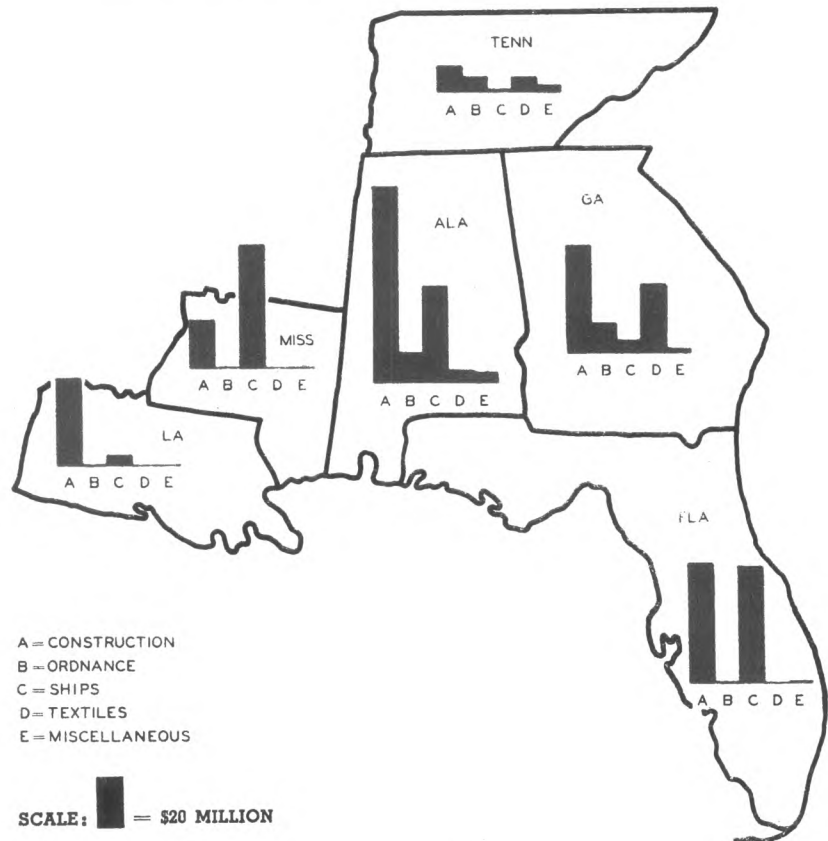 TENN
A B C D E
ALA
A B C D E
GA
A B C D E
MISS
A B C D E
LA
A B C D E
FLA
A B C D E
A = CONSTRUCTION
B = ORDNANCE
C = SHIPS
D = TEXTILES
E = MISCELLANEOUS
SCALE: = $20 MILLION